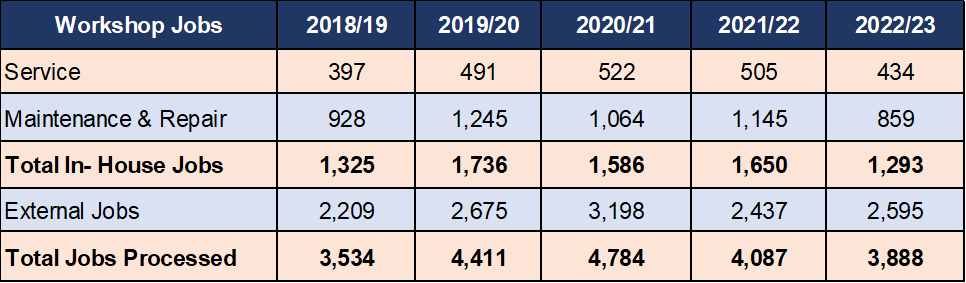 Workshop Jobs 2018/19 2019/20 2020/21 2021/22 2022/23
Service 397 491 522 505 434
Maintenance & Repair 928 1,245 1,064 1,145 859
Total In- House Jobs 1,325 1,736 1,586 1,650 1,293
External Jobs 2,209 2,675 3,198 2,437 2,595
Total Jobs Processed 3,534 4,411 4,784 4,087 3,888